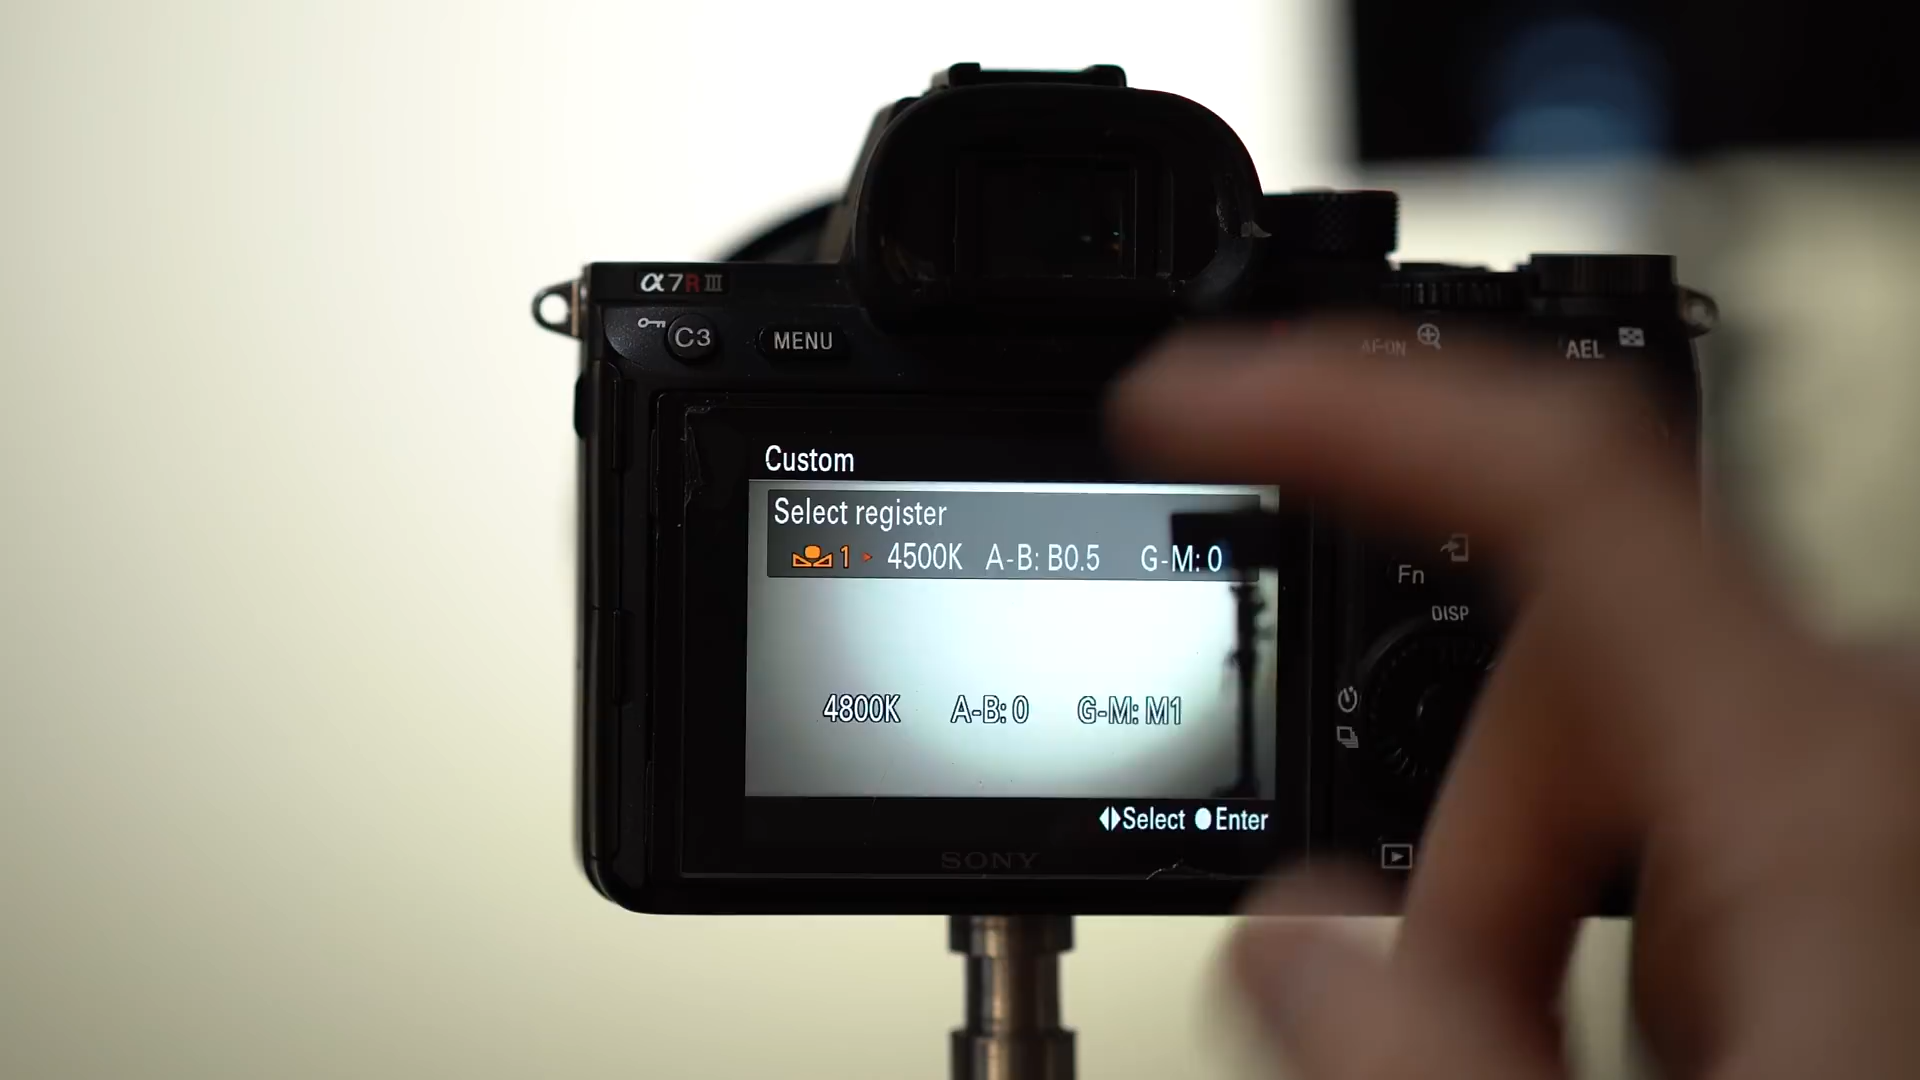 α7RIII
C3 MENU
AF-ON AEL
Custom
Select register
1 4500K A-B: B0.5 G-M: 0
Fn
DISP
4800K A-B: 0 G-M: M1
Select Enter
SONY